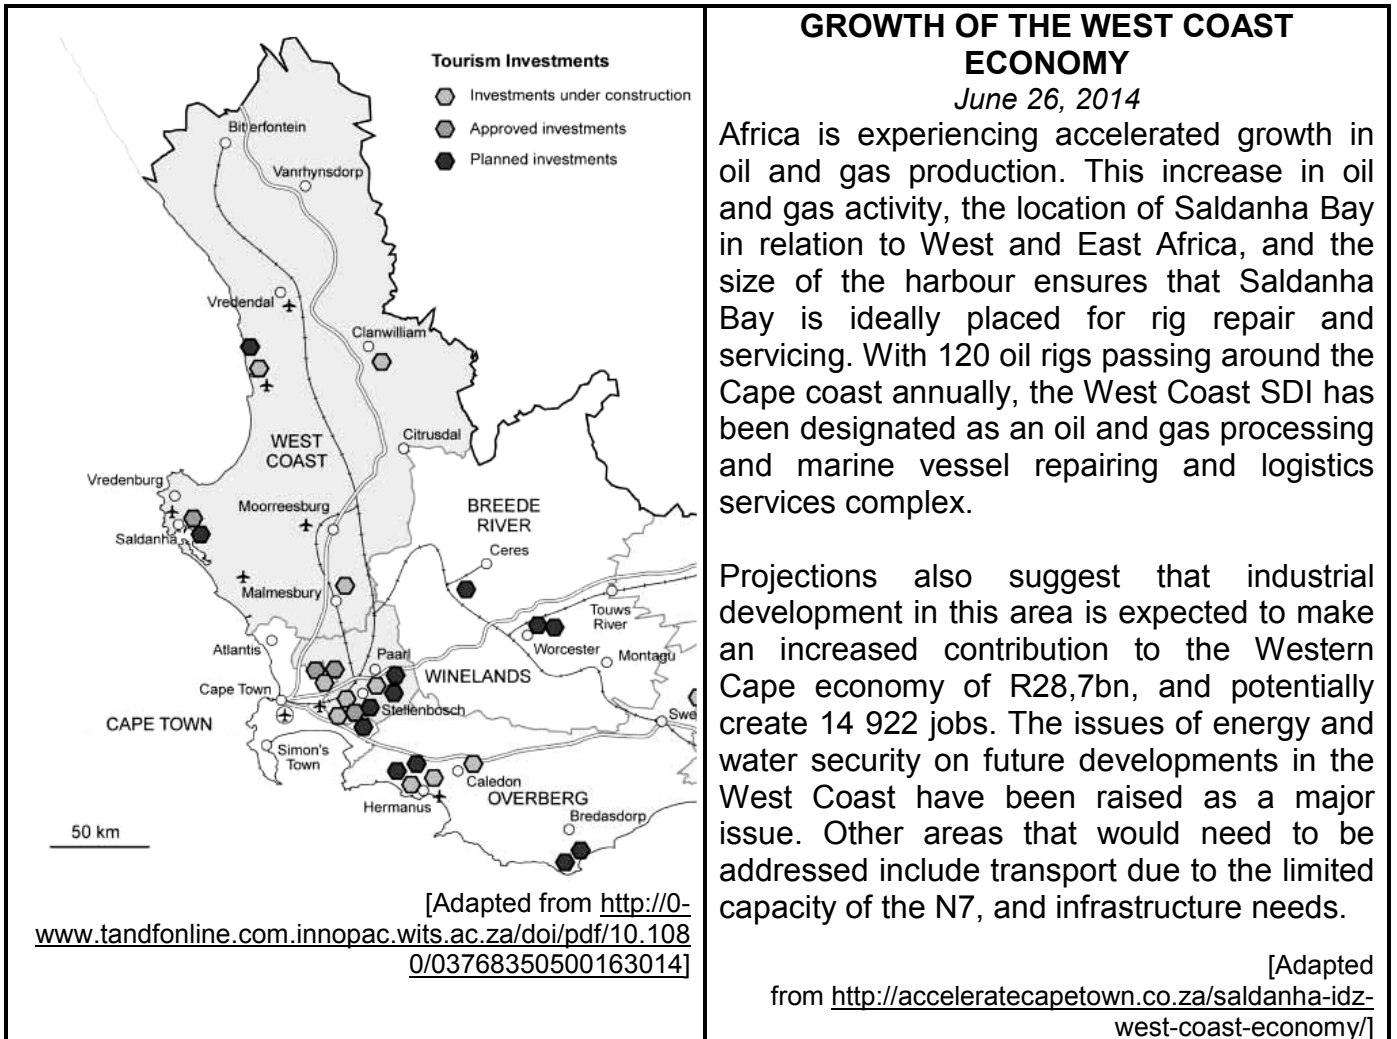 Tourism Investments
Investments under construction
Approved investments
Planned investments
Bitterfontein
Vanrhynsdorp
Vredendal
Clanwilliam
Citrusdal
WEST
COAST
Vredenburg
Moorreesburg
BREEDE
RIVER
Saldanha
Ceres
Malmesbury
Touws
River
Atlantis
Worcester
Montagu
Paarl
WINELANDS
Cape Town
Stellenbosch
Swe
CAPE TOWN
Simon's
Town
Caledon
Hermanus
OVERBERG
Bredasdorp
50 km
[Adapted from http://0-
www.tandfonline.com.innopac.wits.ac.za/doi/pdf/10.108
0/03768350500163014]
GROWTH OF THE WEST COAST
ECONOMY
June 26, 2014
Africa is experiencing accelerated growth in
oil and gas production. This increase in oil
and gas activity, the location of Saldanha Bay
in relation to West and East Africa, and the
size of the harbour ensures that Saldanha
Bay is ideally placed for rig repair and
servicing. With 120 oil rigs passing around the
Cape coast annually, the West Coast SDI has
been designated as an oil and gas processing
and marine vessel repairing and logistics
services complex.
Projections also suggest that industrial
development in this area is expected to make
an increased contribution to the Western
Cape economy of R28,7bn, and potentially
create 14 922 jobs. The issues of energy and
water security on future developments in the
West Coast have been raised as a major
issue. Other areas that would need to be
addressed include transport due to the limited
capacity of the N7, and infrastructure needs.
[Adapted
from http://acceleratecapetown.co.za/saldanha-idz-
west-coast-economy/]